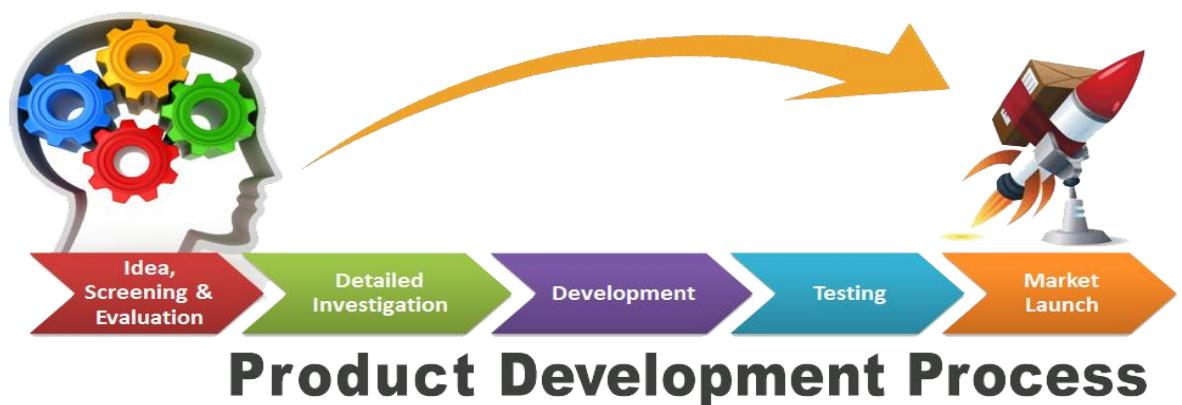 Idea,
Screening &
Evaluation
Detailed
Investigation
Development
Testing
Market
Launch
Product Development Process